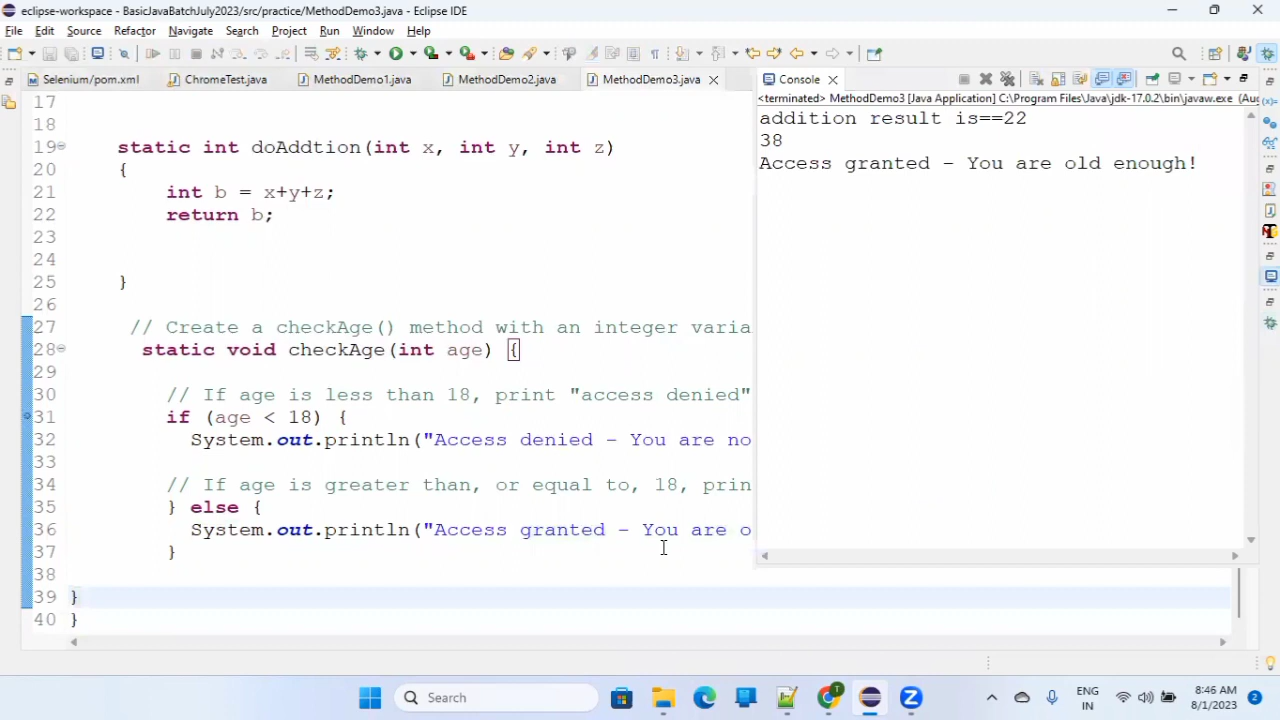 eclipse-workspace - BasicJavaBatchJuly2023/src/practice/MethodDemo3.java - Eclipse IDE
File Edit Source Refactor Navigate Search Project Run Window Help
Selenium/pom.xml ChromeTest.java MethodDemo1.java MethodDemo2.java MethodDemo3.java
Console
<terminated> MethodDemo3 [Java Application] C:\Program Files\Java\jdk-17.0.2\bin\javaw.exe (Aug
addition result is==22
38
Access granted - You are old enough!
17
18
19 static int doAddtion(int x, int y, int z)
20 {
21 int b = x+y+z;
22 return b;
23
24
25 }
26
27 // Create a checkAge() method with an integer varia
28 static void checkAge(int age) {
29
30 // If age is less than 18, print "access denied"
31 if (age < 18) {
32 System.out.println("Access denied - You are no
33
34 // If age is greater than, or equal to, 18, prin
35 } else {
36 System.out.println("Access granted - You are o
37 }
38
39 }
40 }
Search
ENG
IN
8:46 AM
8/1/2023
2